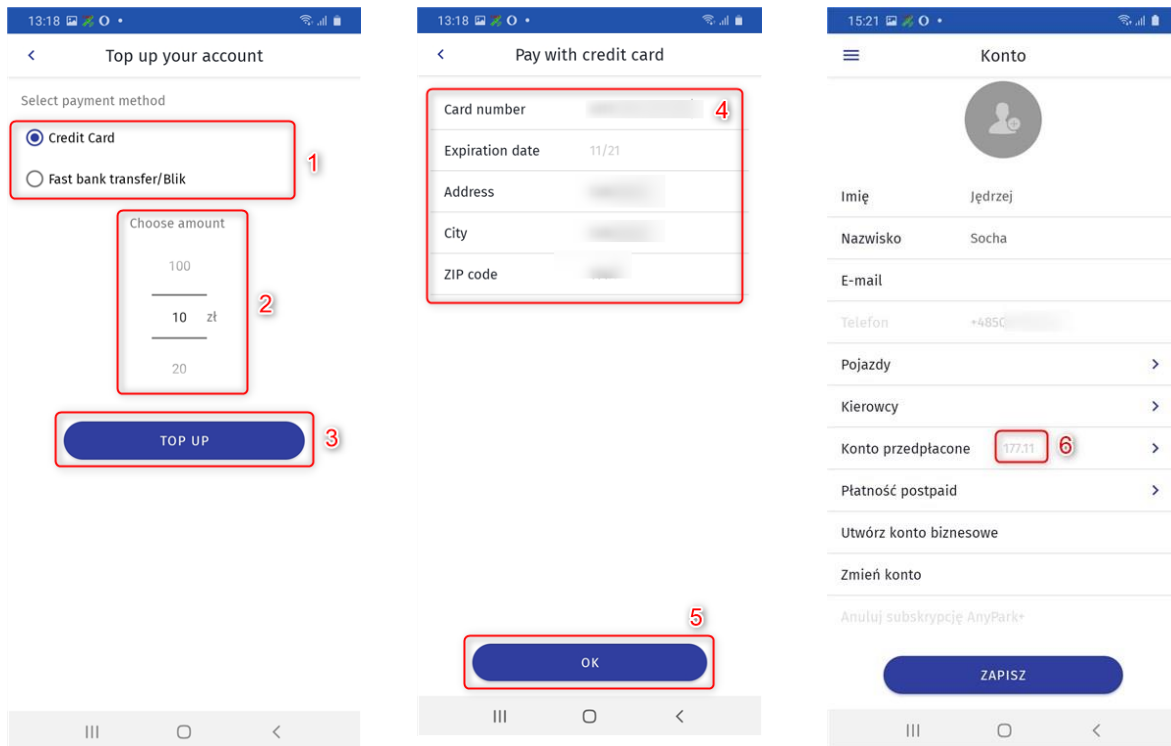 13:18
Top up your account
Select payment method
Credit Card
1
Fast bank transfer/Blik
Choose amount
100
10 zł
2
20
TOP UP
3
13:18
Pay with credit card
Card number
4
Expiration date 11/21
Address
City
ZIP code
5
OK
15:21
Konto
Imię Jędrzej
Nazwisko Socha
E-mail
Telefon +485
Pojazdy
Kierowcy
Konto przedpłacone 177.11
6
Płatność postpaid
Utwórz konto biznesowe
Zmień konto
Anuluj subskrypcję AnyPark+
ZAPISZ